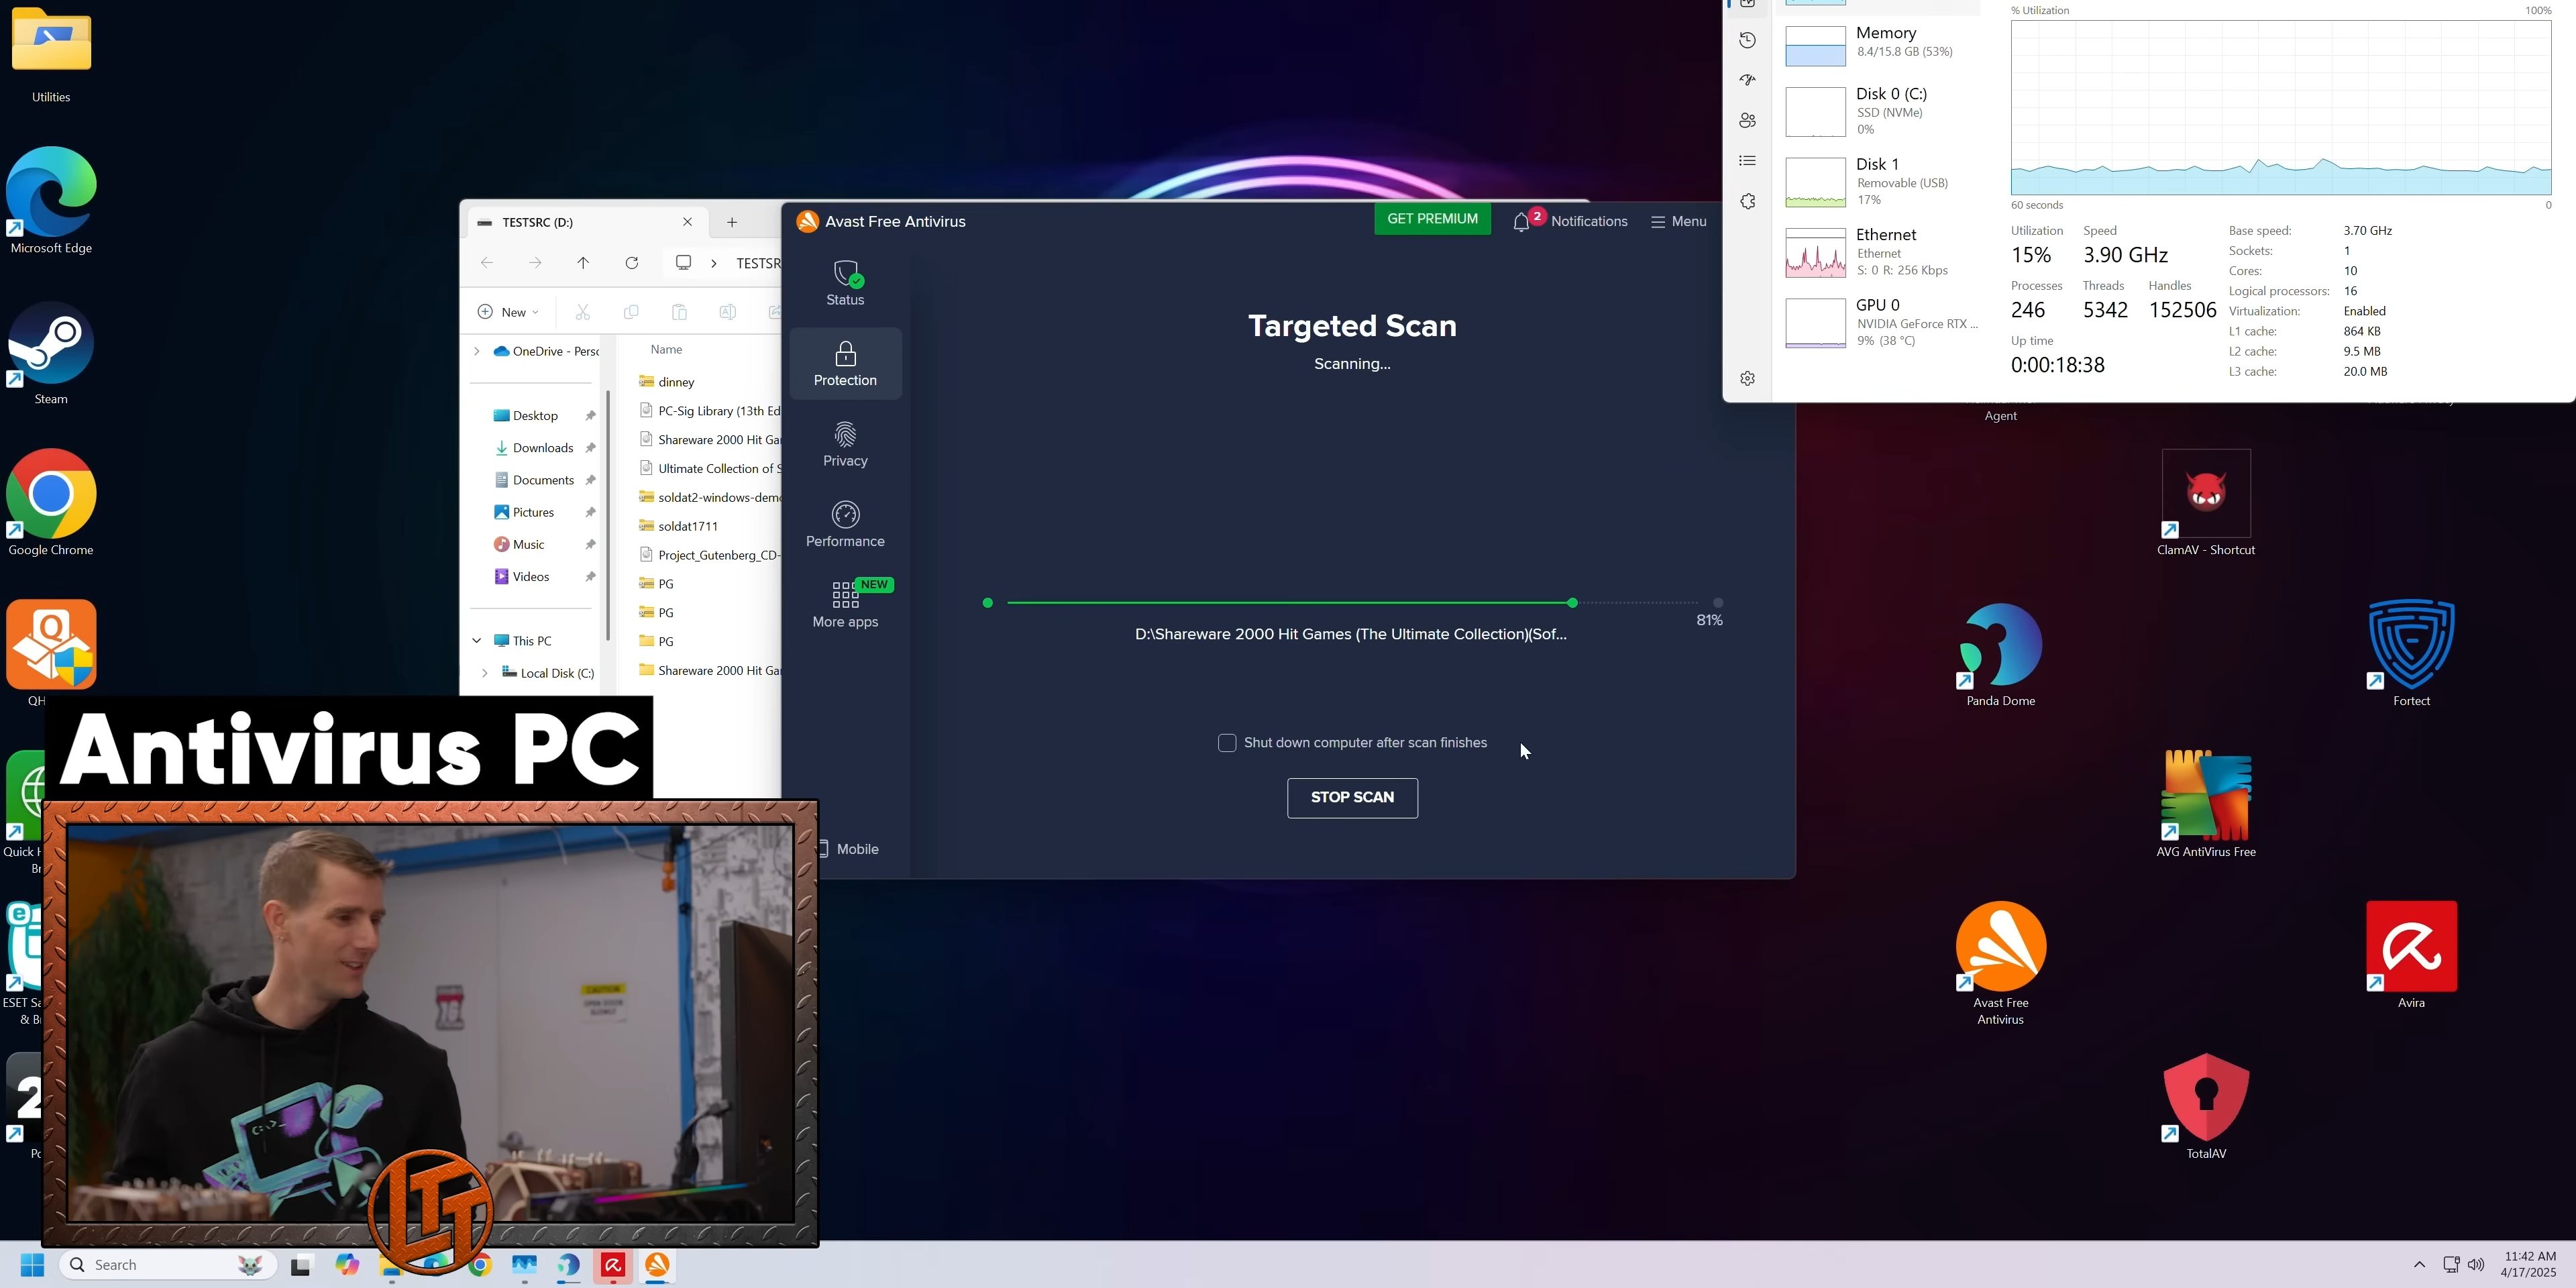 Utilities
Microsoft Edge
Steam
Google Chrome
QH
Quick H
Br
ESET Sa
& B
Po
TESTSRC (D:)
TESTSR
New
OneDrive - Perso
Desktop
Downloads
Documents
Pictures
Music
Videos
This PC
Local Disk (C:)
Name
dinney
PC-Sig Library (13th Ed
Shareware 2000 Hit Ga
Ultimate Collection of S
soldat2-windows-dem
soldat1711
Project_Gutenberg_CD-
PG
PG
PG
Shareware 2000 Hit Ga
Avast Free Antivirus
GET PREMIUM
2
Notifications
Menu
Status
Protection
Privacy
Performance
NEW
More apps
Mobile
Targeted Scan
Scanning...
81%
D:\Shareware 2000 Hit Games (The Ultimate Collection)(Sof...
Shut down computer after scan finishes
STOP SCAN
Memory
8.4/15.8 GB (53%)
Disk 0 (C:)
SSD (NVMe)
0%
Disk 1
Removable (USB)
17%
Ethernet
Ethernet
S: 0 R: 256 Kbps
GPU 0
NVIDIA GeForce RTX ...
9% (38 °C)
% Utilization 100%
60 seconds 0
Utilization Speed
15% 3.90 GHz
Processes Threads Handles
246 5342 152506
Up time
0:00:18:38
Base speed: 3.70 GHz
Sockets: 1
Cores: 10
Logical processors: 16
Virtualization: Enabled
L1 cache: 864 KB
L2 cache: 9.5 MB
L3 cache: 20.0 MB
Agent
ClamAV - Shortcut
Panda Dome
Fortect
AVG AntiVirus Free
Avast Free
Antivirus
Avira
TotalAV
Antivirus PC
CAUTION
C:\>_
LTT
Search
11:42 AM
4/17/2025